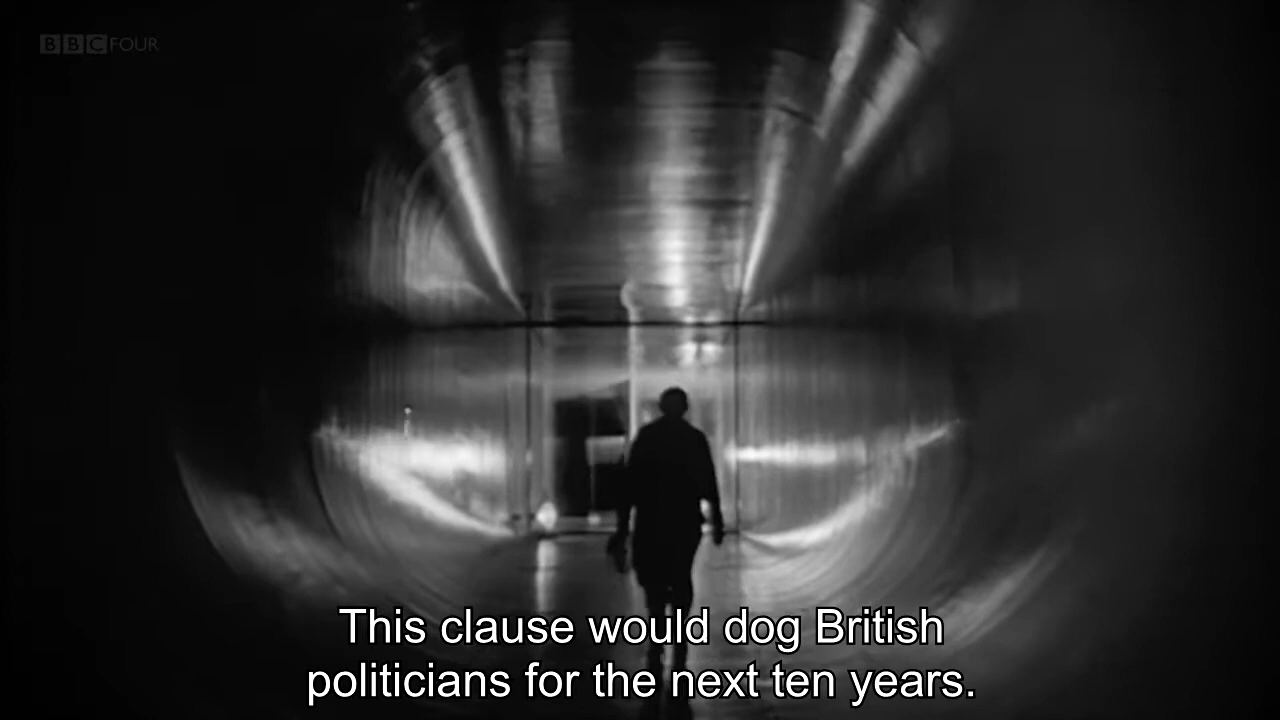 BBC FOUR
This clause would dog British
politicians for the next ten years.